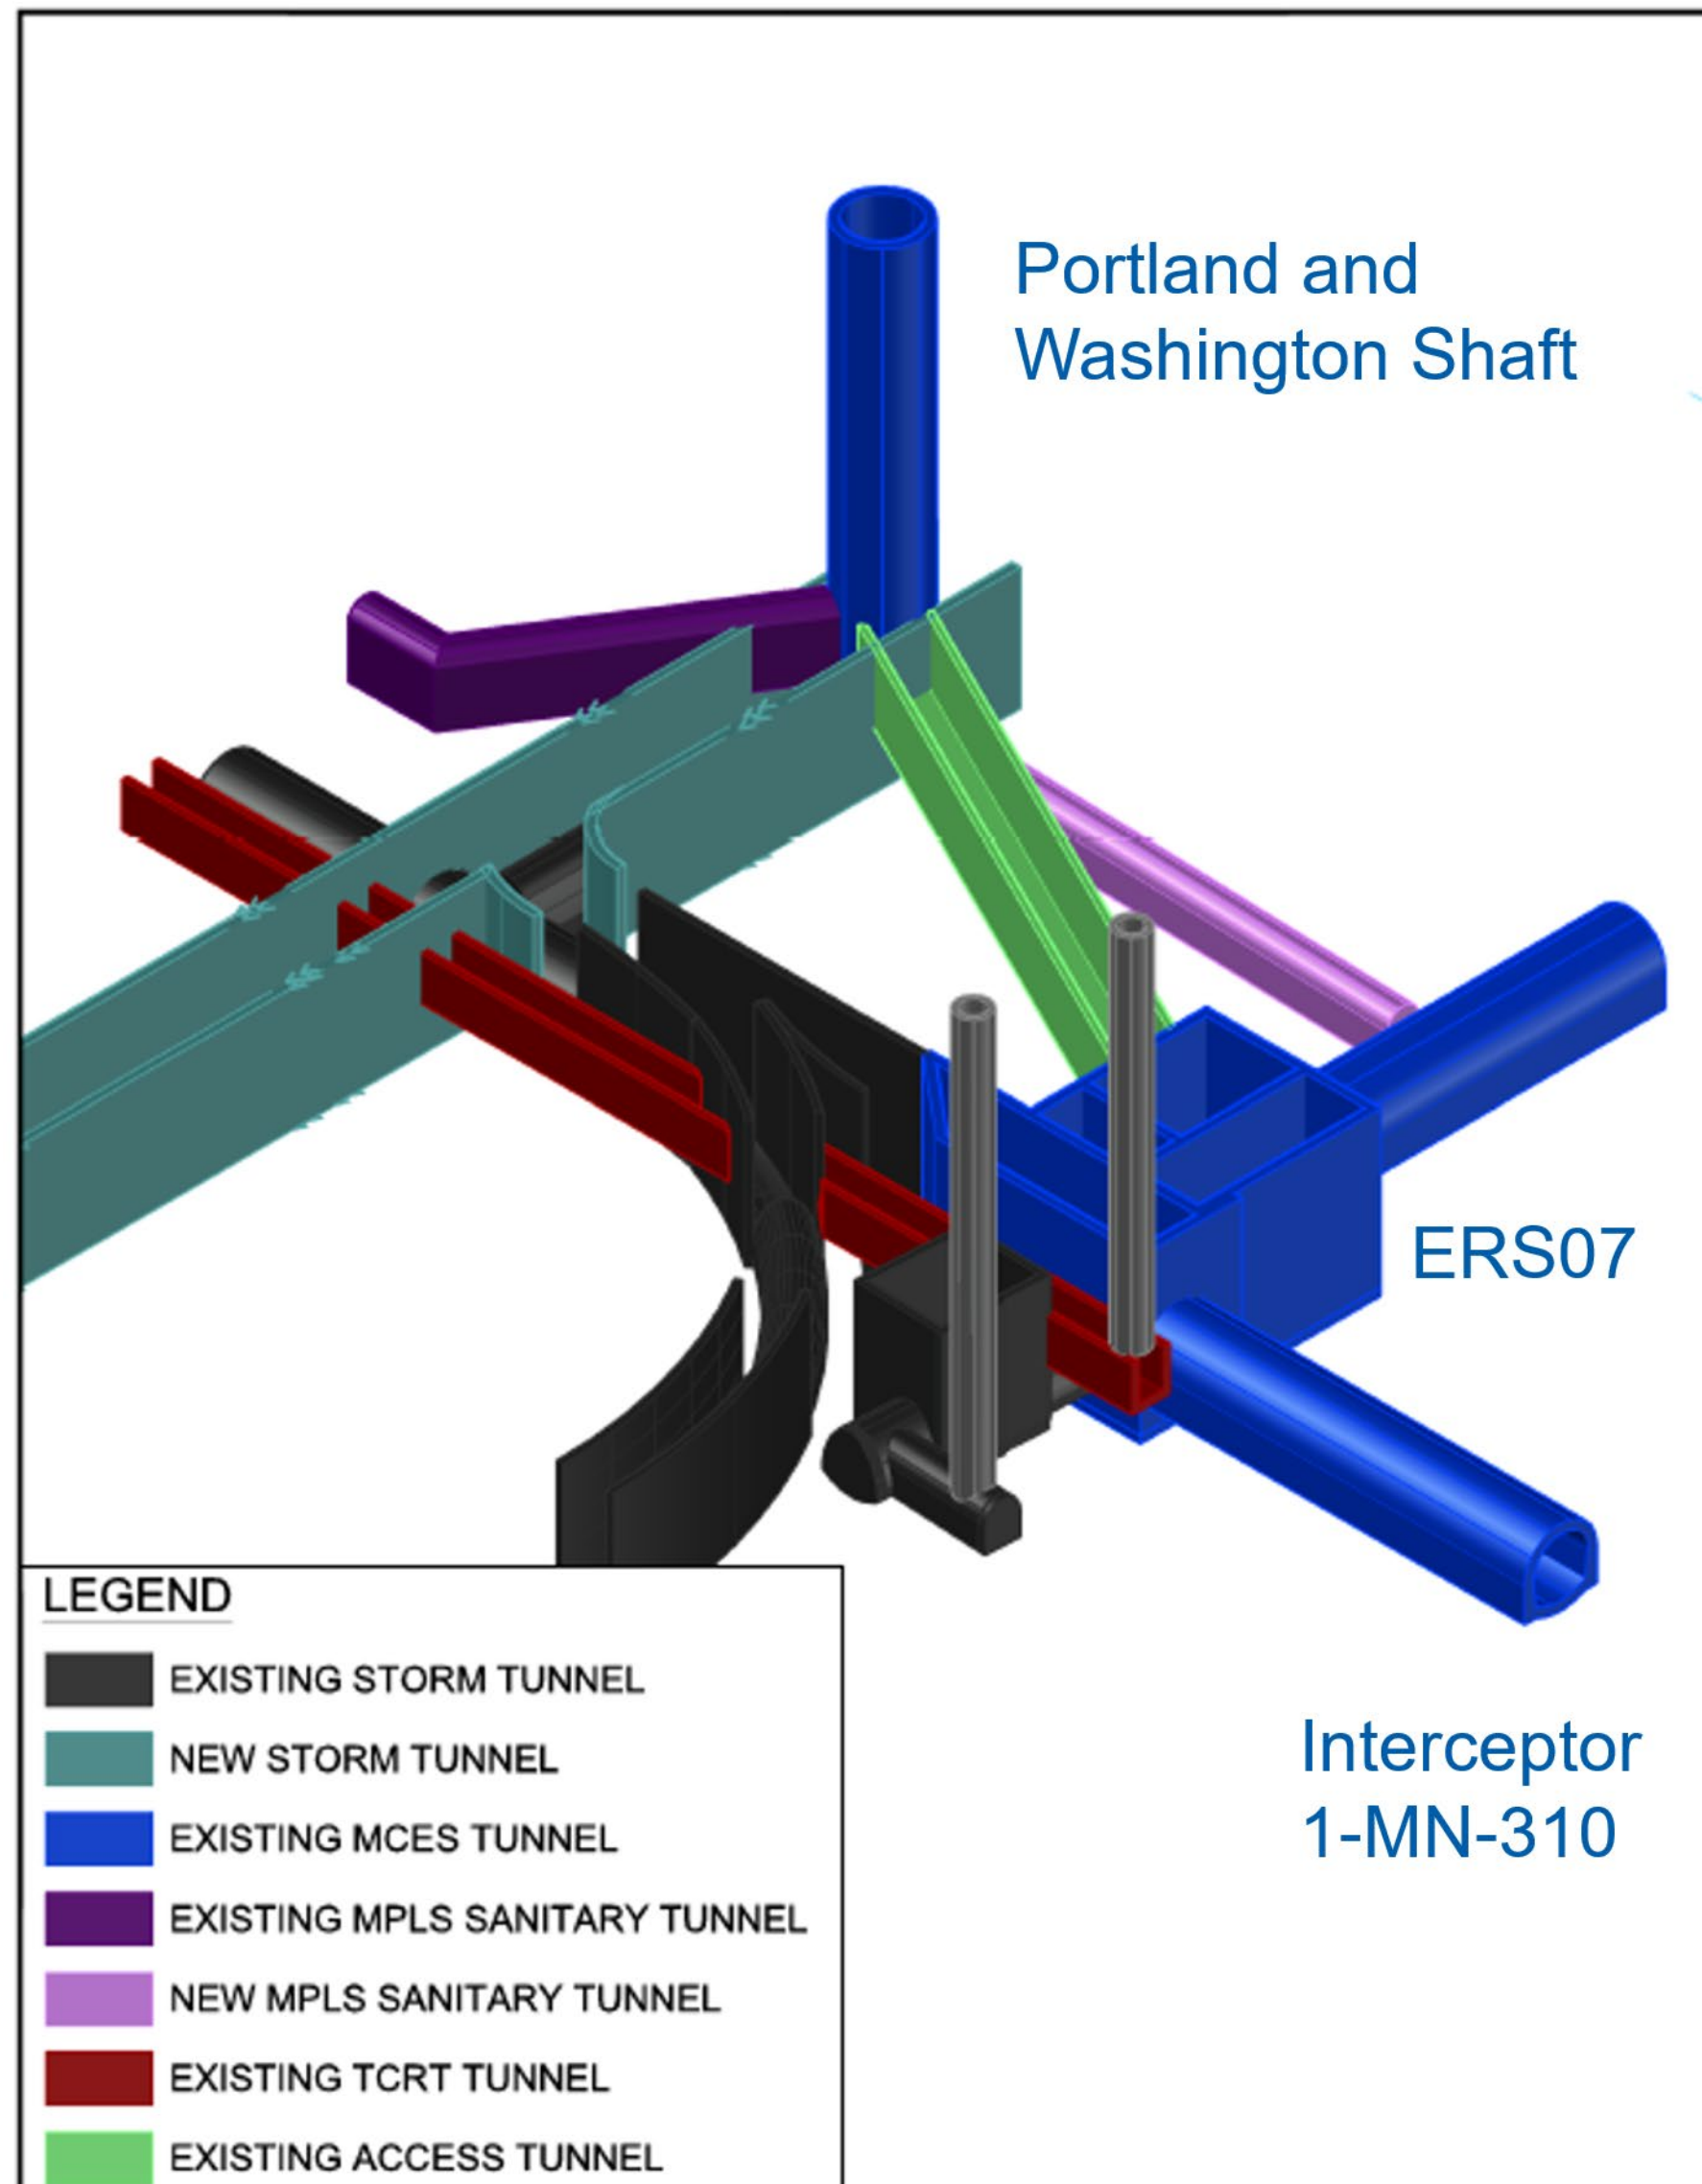 Portland and
Washington Shaft
ERS07
Interceptor
1-MN-310
LEGEND
EXISTING STORM TUNNEL
NEW STORM TUNNEL
EXISTING MCES TUNNEL
EXISTING MPLS SANITARY TUNNEL
NEW MPLS SANITARY TUNNEL
EXISTING TCRT TUNNEL
EXISTING ACCESS TUNNEL